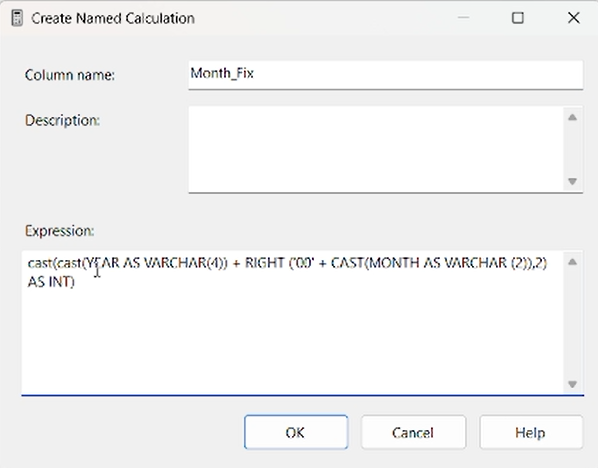 Create Named Calculation
Column name: Month_Fix
Description:
Expression:
cast(cast(YEAR AS VARCHAR(4)) + RIGHT ('00' + CAST(MONTH AS VARCHAR (2)),2)
AS INT)
OK Cancel Help